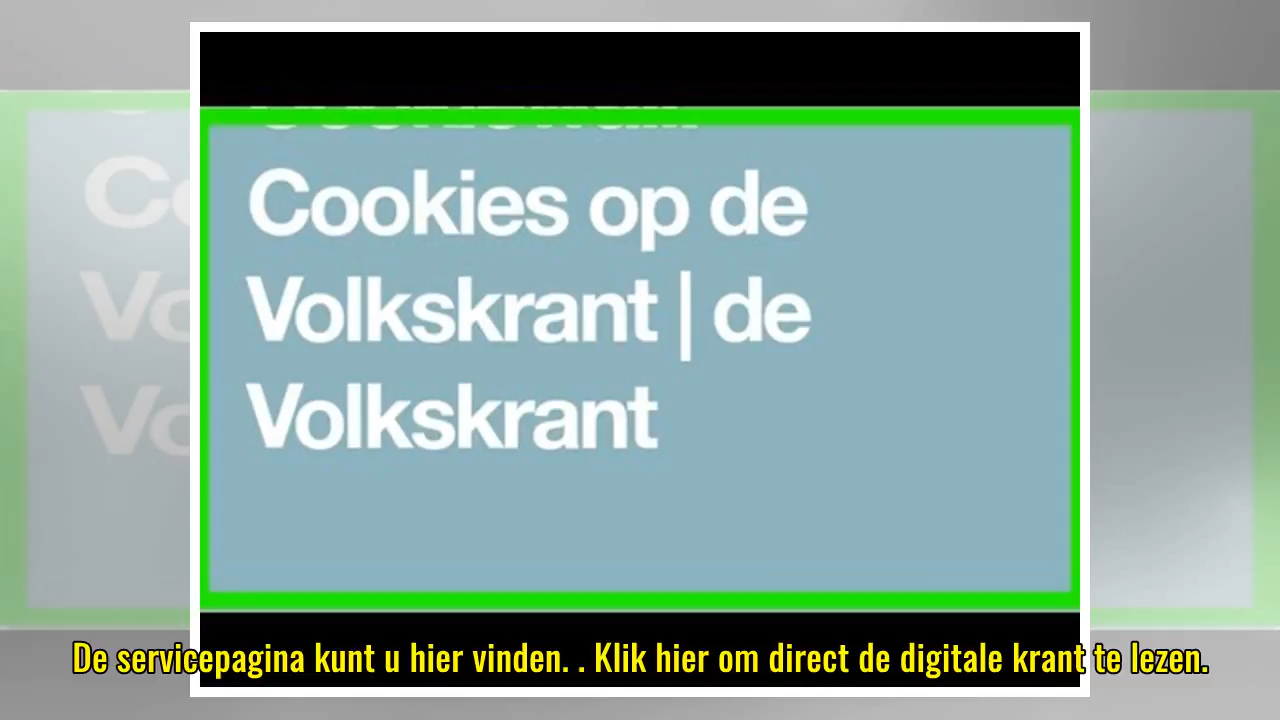 Cookies op de
Volkskrant | de
Volkskrant
De servicepagina kunt u hier vinden. . Klik hier om direct de digitale krant te lezen.